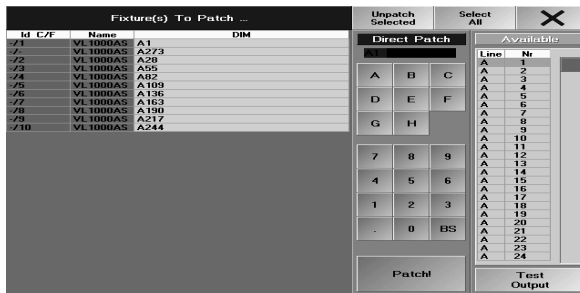 Fixture(s) To Patch ...
Unpatch Selected
Select All
Id C/F Name DIM
-/1 VL1000AS A1
-/- VL1000AS A273
-/2 VL1000AS A28
-/3 VL1000AS A55
-/4 VL1000AS A82
-/5 VL1000AS A109
-/6 VL1000AS A136
-/7 VL1000AS A163
-/8 VL1000AS A190
-/9 VL1000AS A217
-/10 VL1000AS A244
Direct Patch
A1
A B C
D E F
G H
7 8 9
4 5 6
1 2 3
. 0 BS
Patch!
Available
Line Nr
A 1
A 2
A 3
A 4
A 5
A 6
A 7
A 8
A 9
A 10
A 11
A 12
A 13
A 14
A 15
A 16
A 17
A 18
A 19
A 20
A 21
A 22
A 23
A 24
Test Output